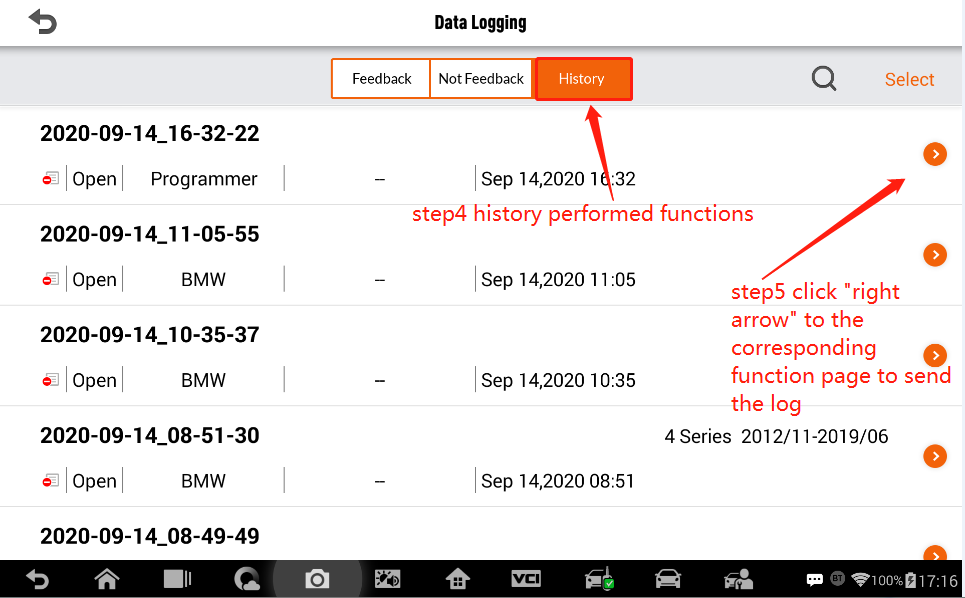 Data Logging
Feedback Not Feedback History
Select
2020-09-14_16-32-22
Open Programmer -- Sep 14,2020 16:32
step4 history performed functions
2020-09-14_11-05-55
Open BMW -- Sep 14,2020 11:05
step5 click "right
arrow" to the
corresponding
function page to send
the log
2020-09-14_10-35-37
Open BMW -- Sep 14,2020 10:35
2020-09-14_08-51-30
4 Series 2012/11-2019/06
Open BMW -- Sep 14,2020 08:51
2020-09-14_08-49-49
VCI BT 100% 17:16